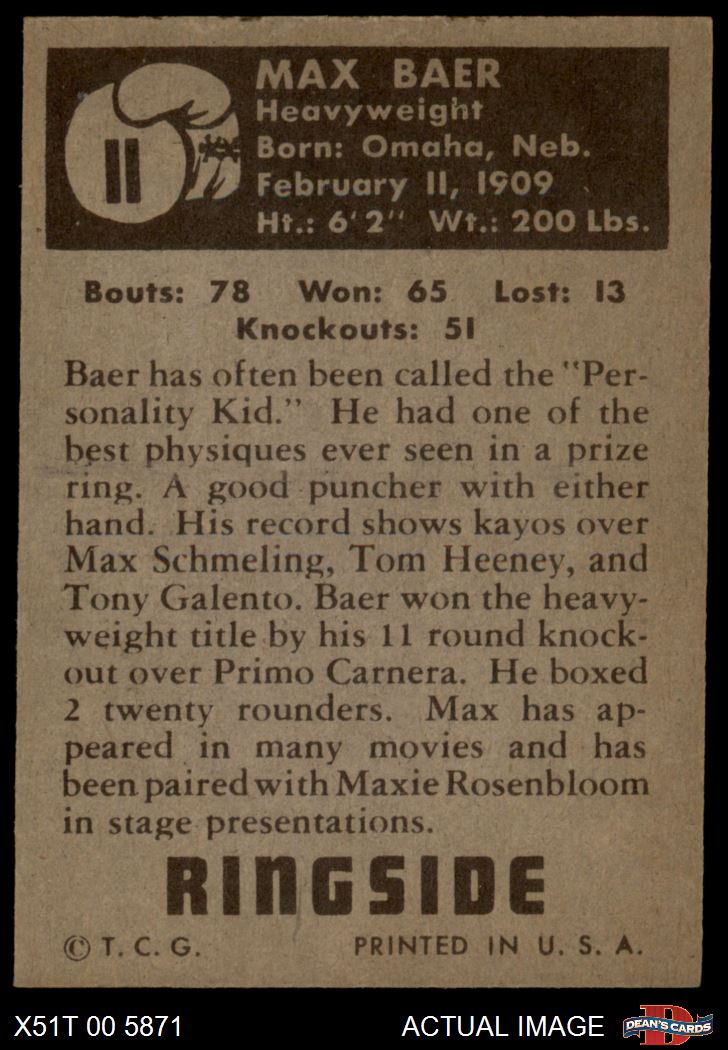 11
MAX BAER
Heavyweight
Born: Omaha, Neb.
February 11, 1909
Ht.: 6'2" Wt.: 200 Lbs.
Bouts: 78 Won: 65 Lost: 13
Knockouts: 51
Baer has often been called the "Per-
sonality Kid." He had one of the
best physiques ever seen in a prize
ring. A good puncher with either
hand. His record shows kayos over
Max Schmeling, Tom Heeney, and
Tony Galento. Baer won the heavy-
weight title by his 11 round knock-
out over Primo Carnera. He boxed
2 twenty rounders. Max has ap-
peared in many movies and has
been paired with Maxie Rosenbloom
in stage presentations.
RINGSIDE
© T. C. G. PRINTED IN U. S. A.
X51T 00 5871 ACTUAL IMAGE D DEAN'S CARDS